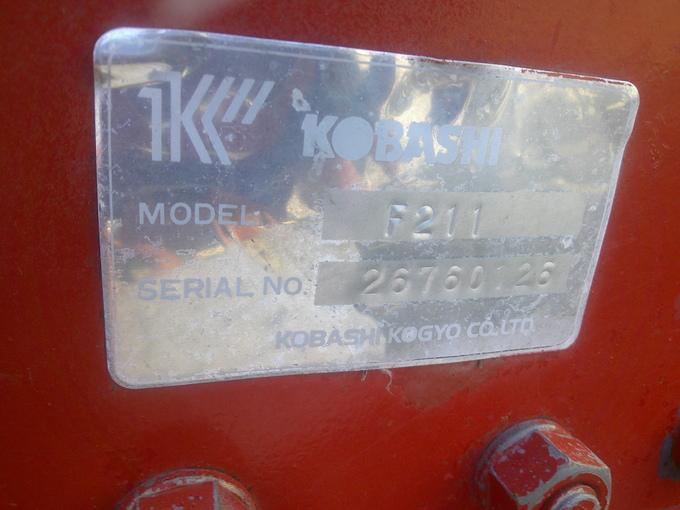 K KOBASHI
MODEL F211
SERIAL NO. 26760126
KOBASHI KOGYO CO.,LTD.